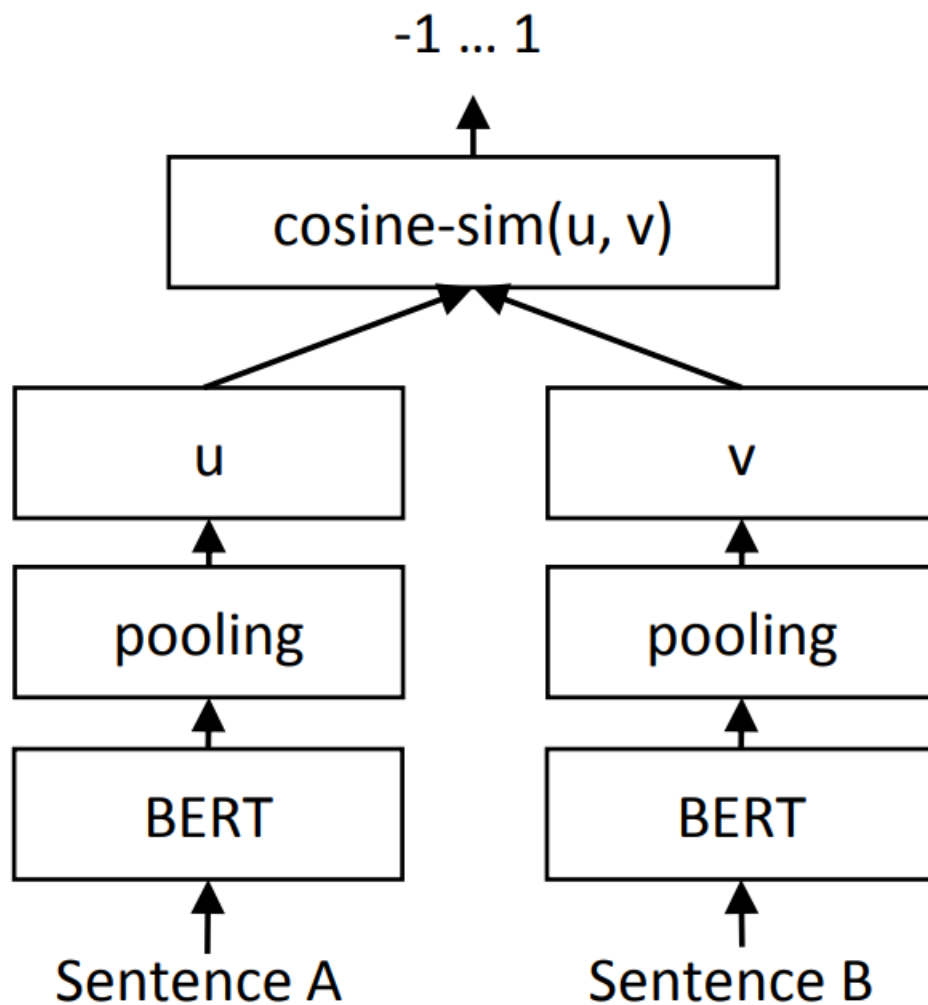 -1 ... 1
cosine-sim(u, v)
u
v
pooling
pooling
BERT
BERT
Sentence A
Sentence B